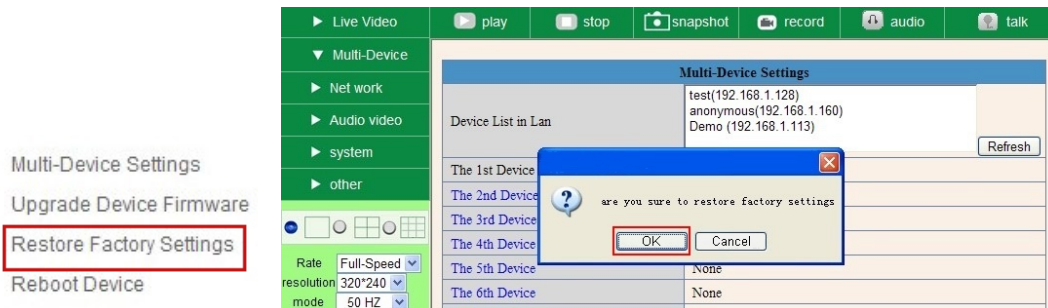 Multi-Device Settings
Upgrade Device Firmware
Restore Factory Settings
Reboot Device
Live Video
play
stop
snapshot
record
audio
talk
Multi-Device
Net work
Audio video
system
other
Rate Full-Speed
resolution 320*240
mode 50 HZ
Multi-Device Settings
Device List in Lan
test(192.168.1.128)
anonymous(192.168.1.160)
Demo (192.168.1.113)
Refresh
The 1st Device
The 2nd Device
The 3rd Device
The 4th Device
The 5th Device None
The 6th Device None
are you sure to restore factory settings
OK Cancel